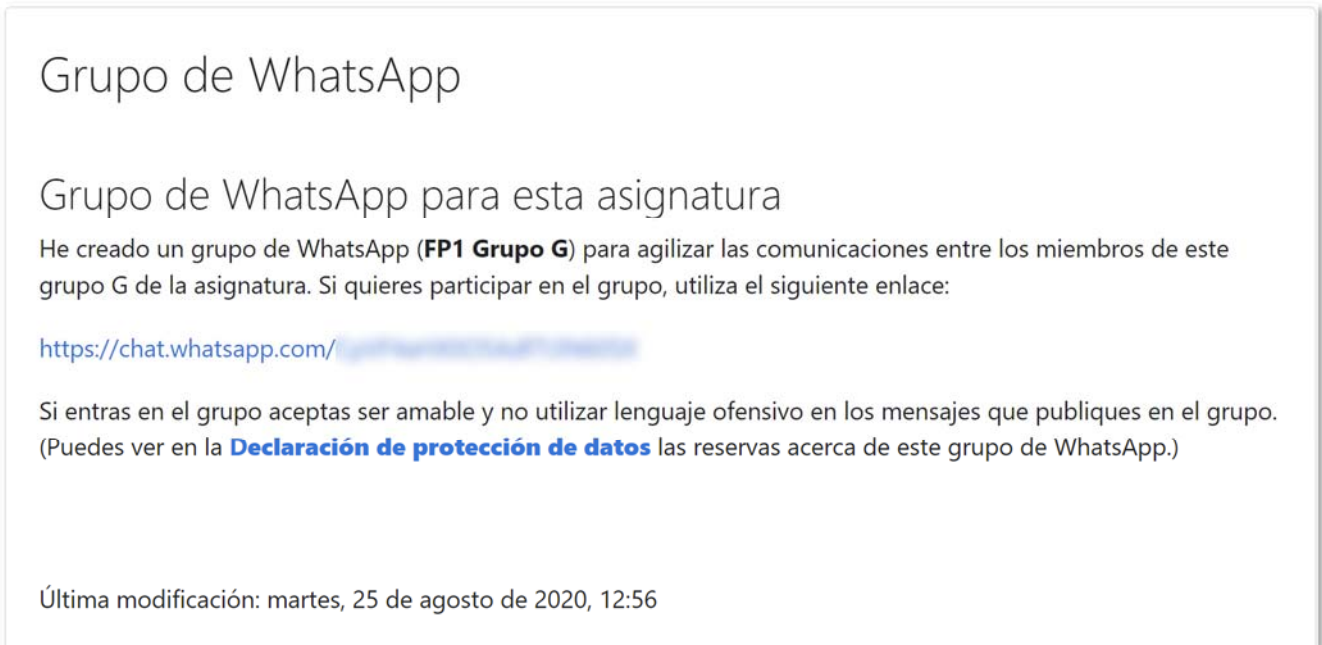 Grupo de WhatsApp
Grupo de WhatsApp para esta asignatura
He creado un grupo de WhatsApp (FP1 Grupo G) para agilizar las comunicaciones entre los miembros de este
grupo G de la asignatura. Si quieres participar en el grupo, utiliza el siguiente enlace:
https://chat.whatsapp.com/
Si entras en el grupo aceptas ser amable y no utilizar lenguaje ofensivo en los mensajes que publiques en el grupo.
(Puedes ver en la Declaración de protección de datos las reservas acerca de este grupo de WhatsApp.)
Última modificación: martes, 25 de agosto de 2020, 12:56